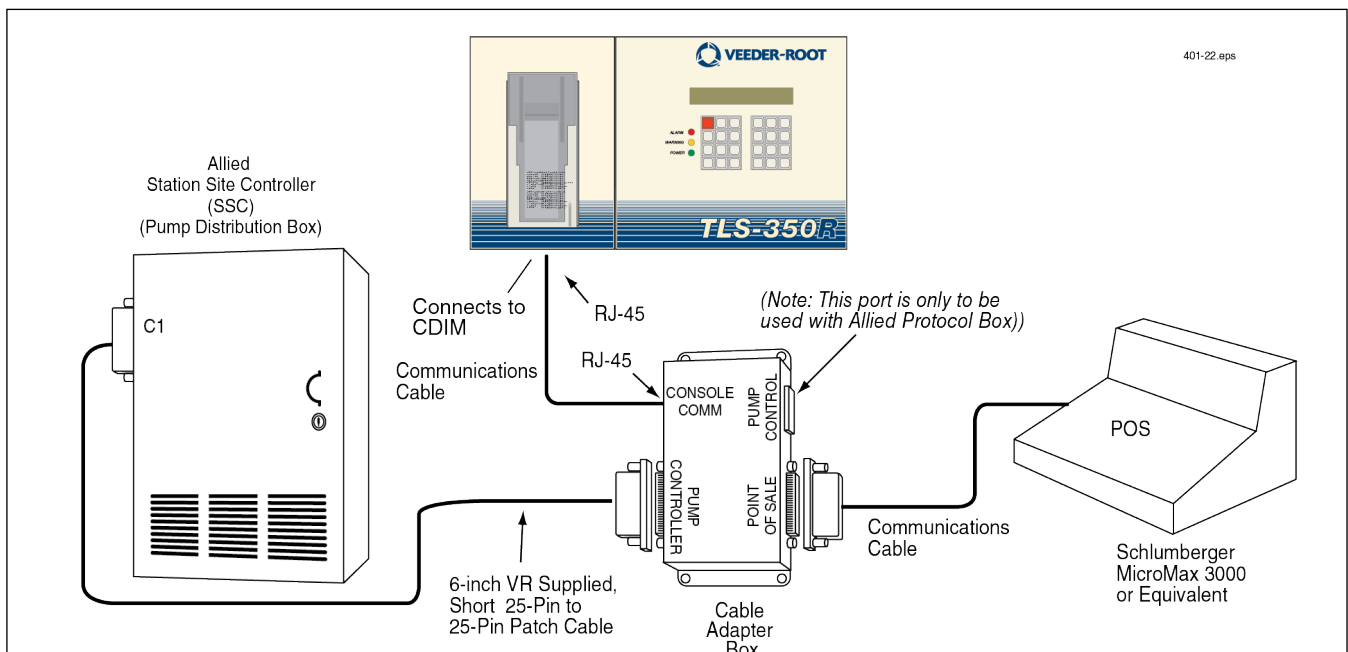 VEEDER-ROOT
401-22.eps
ALARM
WARNING
POWER
TLS-350R
Allied
Station Site Controller
(SSC)
(Pump Distribution Box)
C1
Connects to
CDIM
RJ-45
(Note: This port is only to be
used with Allied Protocol Box))
RJ-45
Communications
Cable
CONSOLE
COMM
PUMP
CONTROL
PUMP
CONTROLLER
POINT
OF SALE
POS
Communications
Cable
Schlumberger
MicroMax 3000
or Equivalent
6-inch VR Supplied,
Short 25-Pin to
25-Pin Patch Cable
Cable
Adapter
Box